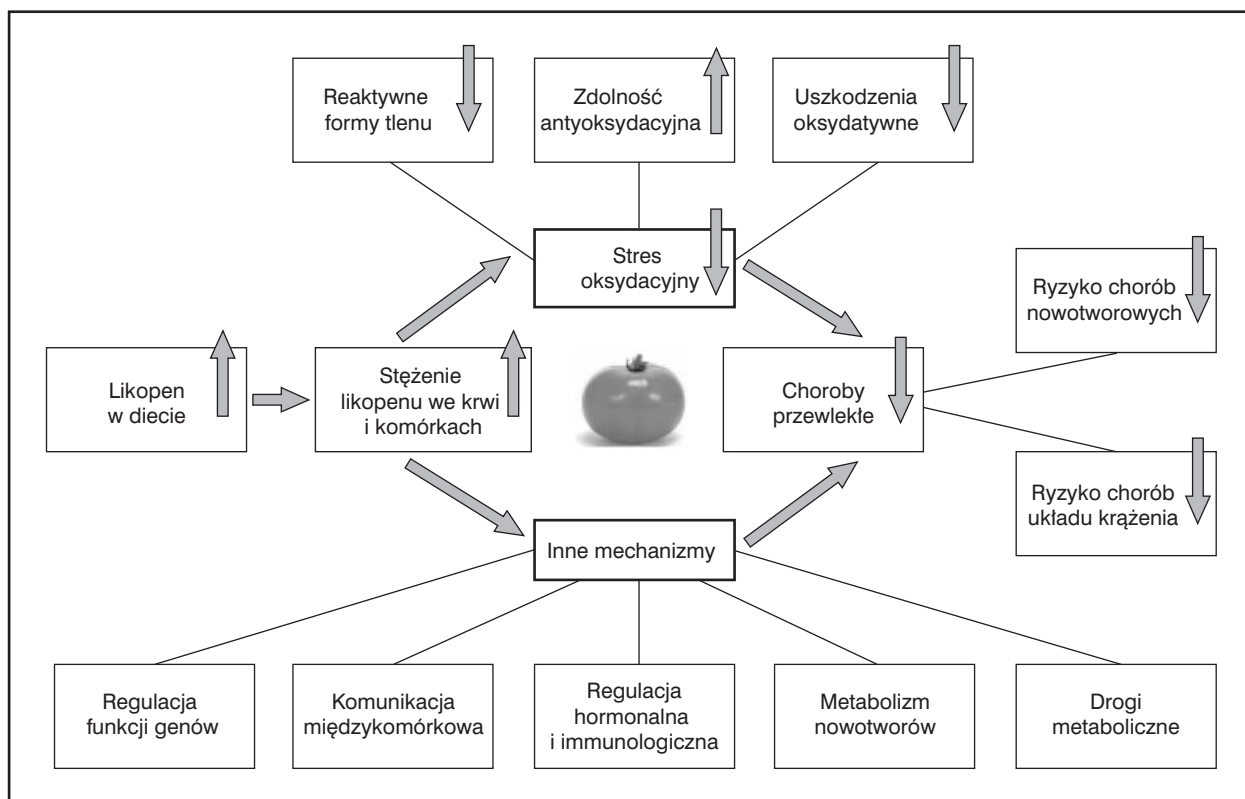 Reaktywne
formy tlenu
Zdolność
antyoksydacyjna
Uszkodzenia
oksydatywne
Stres
oksydacyjny
Ryzyko chorób
nowotworowych
Likopen
w diecie
Stężenie
likopenu we krwi
i komórkach
Choroby
przewlekłe
Ryzyko chorób
układu krążenia
Inne mechanizmy
Regulacja
funkcji genów
Komunikacja
międzykomórkowa
Regulacja
hormonalna
i immunologiczna
Metabolizm
nowotworów
Drogi
metaboliczne